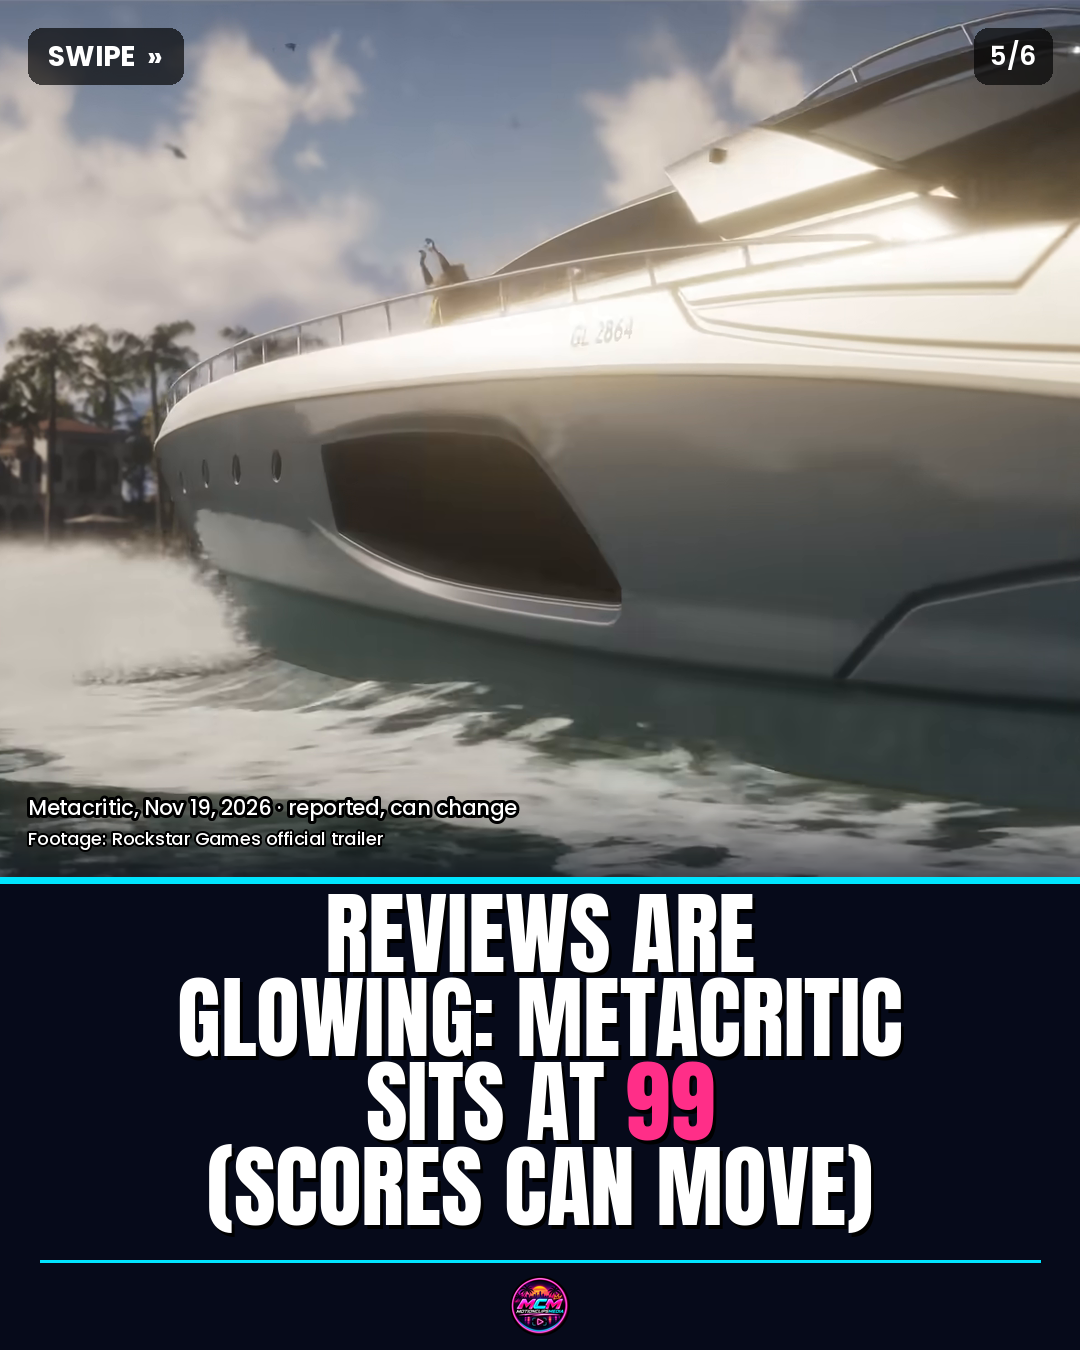 SWIPE »
5/6
GL 2864
Metacritic, Nov 19, 2026 · reported, can change
Footage: Rockstar Games official trailer
REVIEWS ARE
GLOWING: METACRITIC
SITS AT 99
(SCORES CAN MOVE)
MCM
MOTIONCLIPSMEDIA